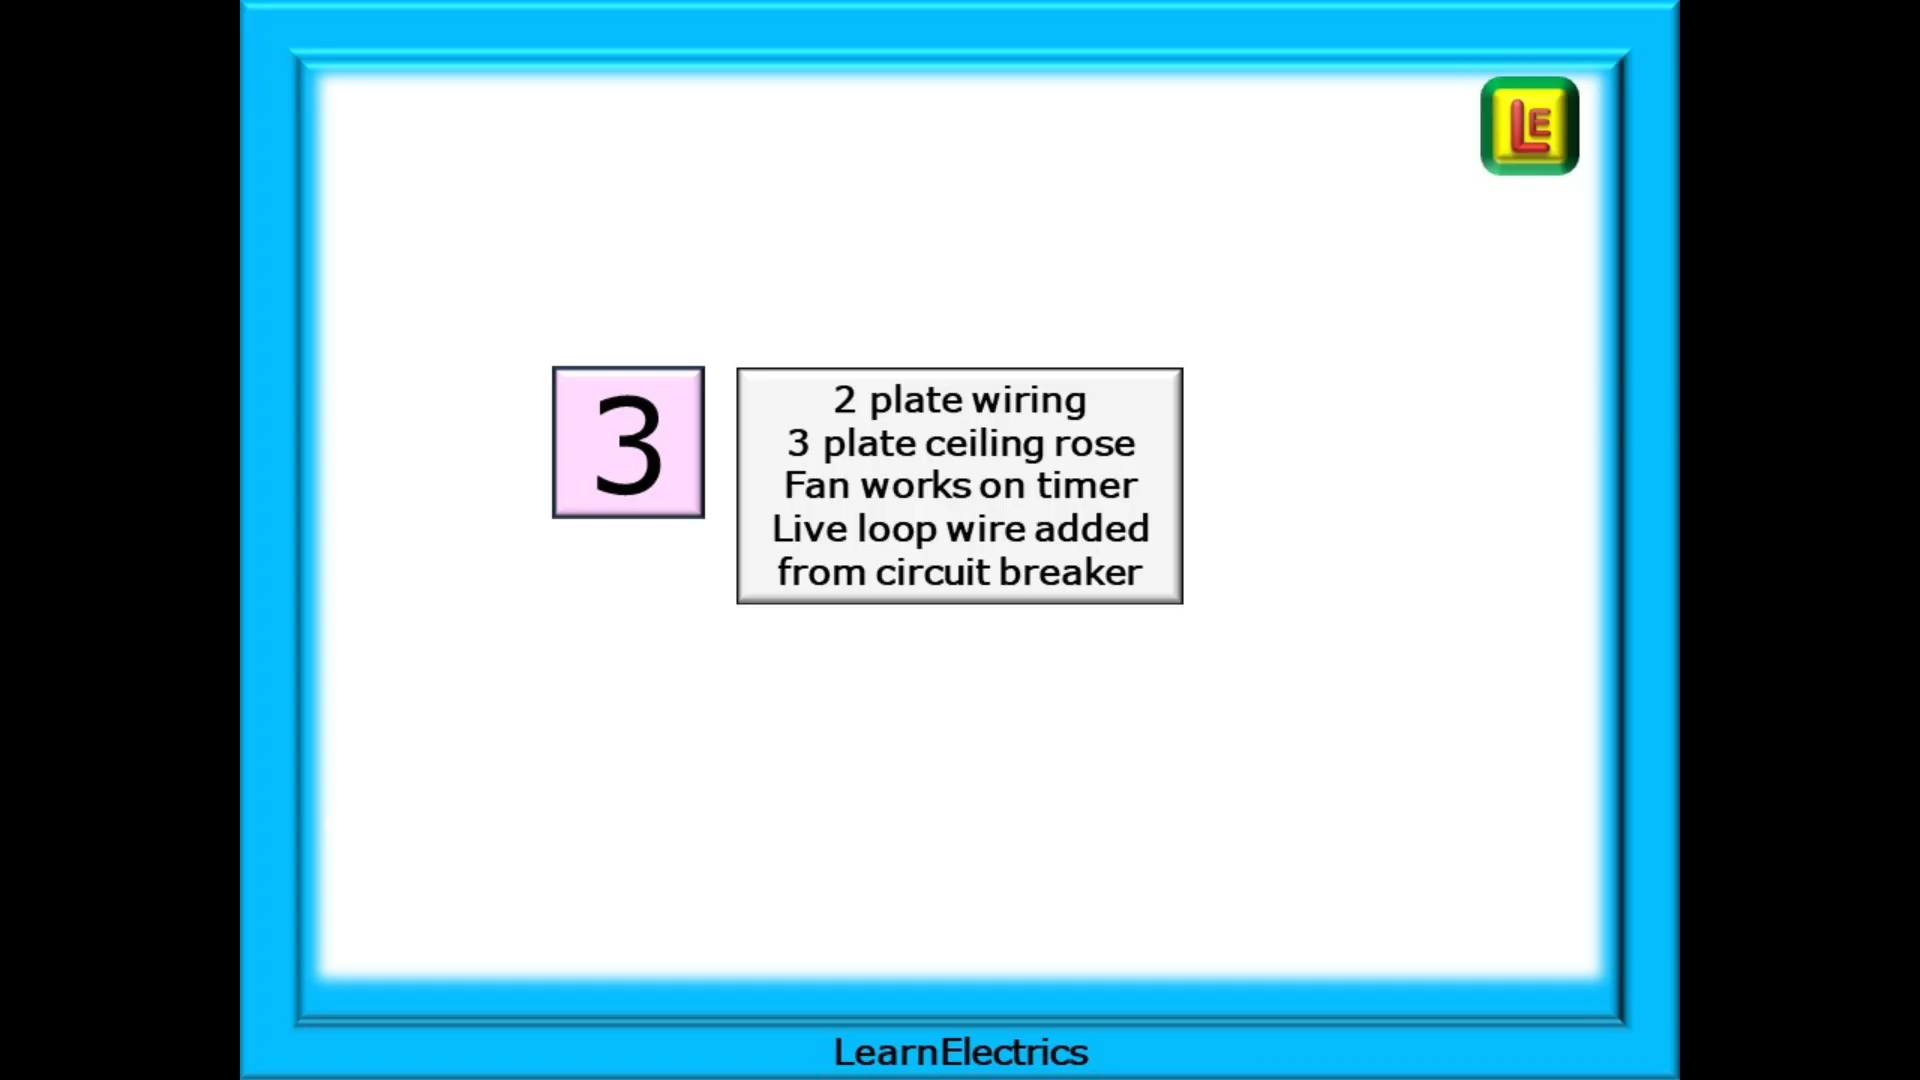 LE
3
2 plate wiring
3 plate ceiling rose
Fan works on timer
Live loop wire added
from circuit breaker
LearnElectrics